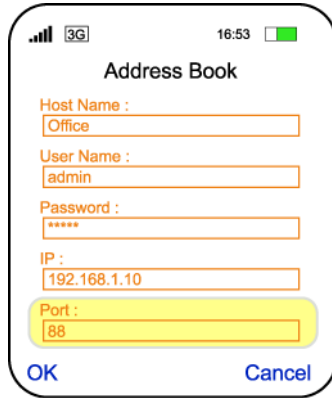 3G 16:53
Address Book
Host Name :
Office
User Name :
admin
Password :
*****
IP :
192.168.1.10
Port :
88
OK Cancel